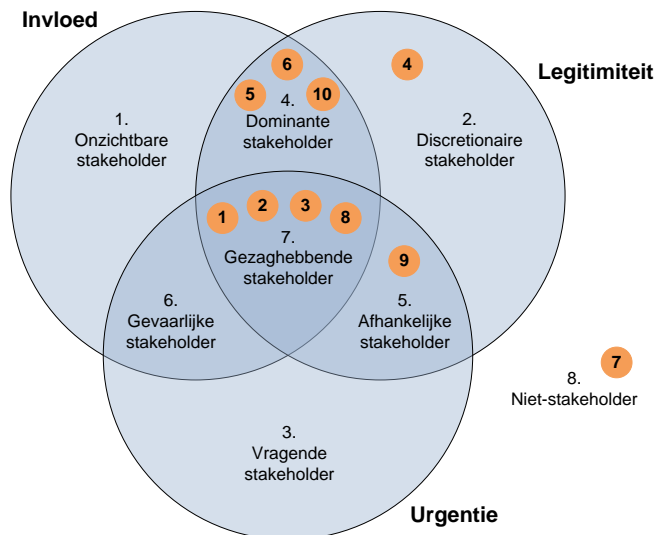 Invloed
6
4
Legitimiteit
5
10
1.
Onzichtbare
stakeholder
4.
Dominante
stakeholder
2.
Discretionaire
stakeholder
1
2
3
8
7.
Gezaghebbende
stakeholder
9
6.
Gevaarlijke
stakeholder
5.
Afhankelijke
stakeholder
7
8.
Niet-stakeholder
3.
Vragende
stakeholder
Urgentie